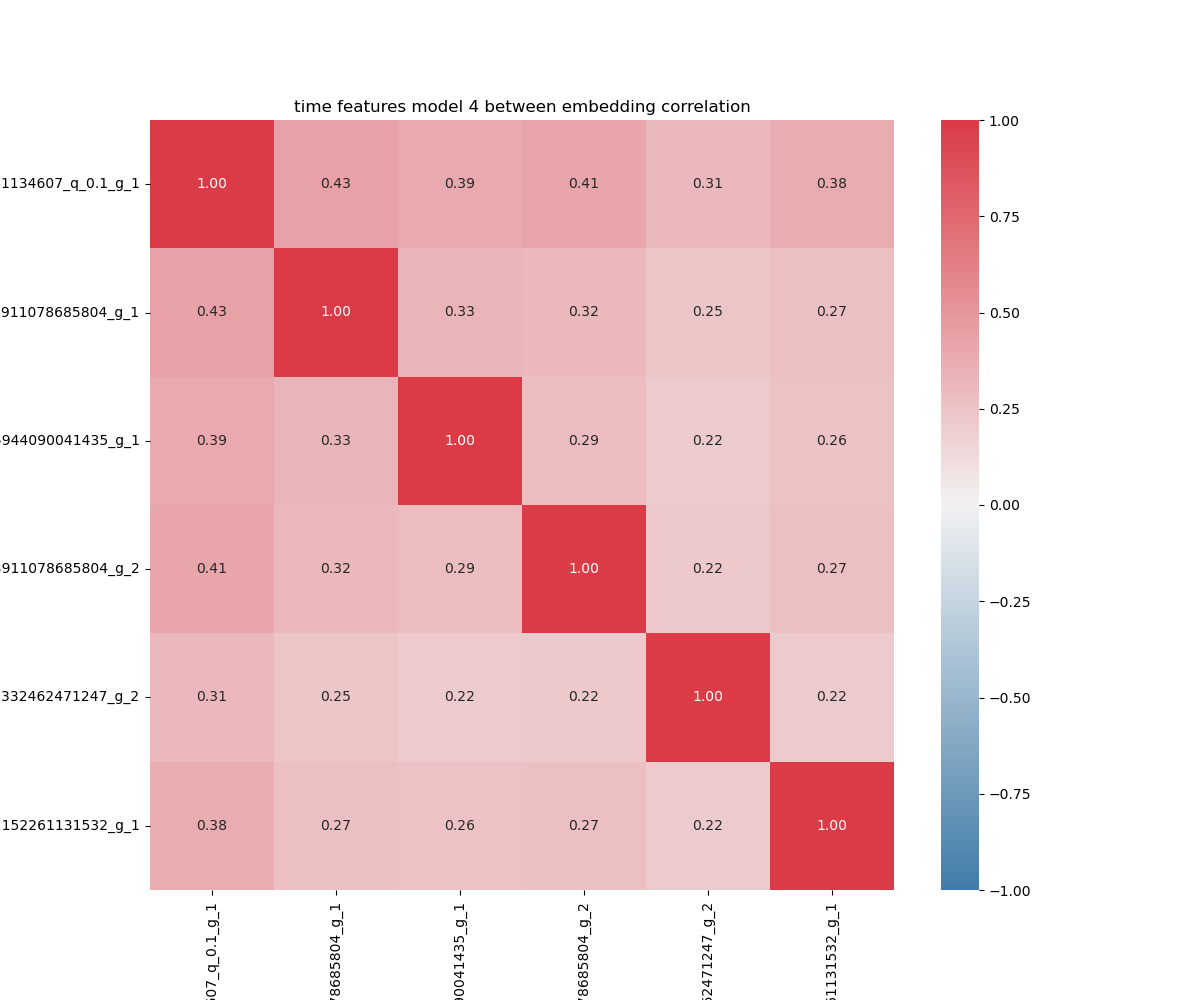 time features model 4 between embedding correlation
1134607_q_0.1_g_1
1.00 0.43 0.39 0.41 0.31 0.38
911078685804_g_1
0.43 1.00 0.33 0.32 0.25 0.27
944090041435_g_1
0.39 0.33 1.00 0.29 0.22 0.26
911078685804_g_2
0.41 0.32 0.29 1.00 0.22 0.27
332462471247_g_2
0.31 0.25 0.22 0.22 1.00 0.22
152261131532_g_1
0.38 0.27 0.26 0.27 0.22 1.00
607_q_0.1_g_1
78685804_g_1
90041435_g_1
78685804_g_2
62471247_g_2
61131532_g_1
1.00
0.75
0.50
0.25
0.00
−0.25
−0.50
−0.75
−1.00